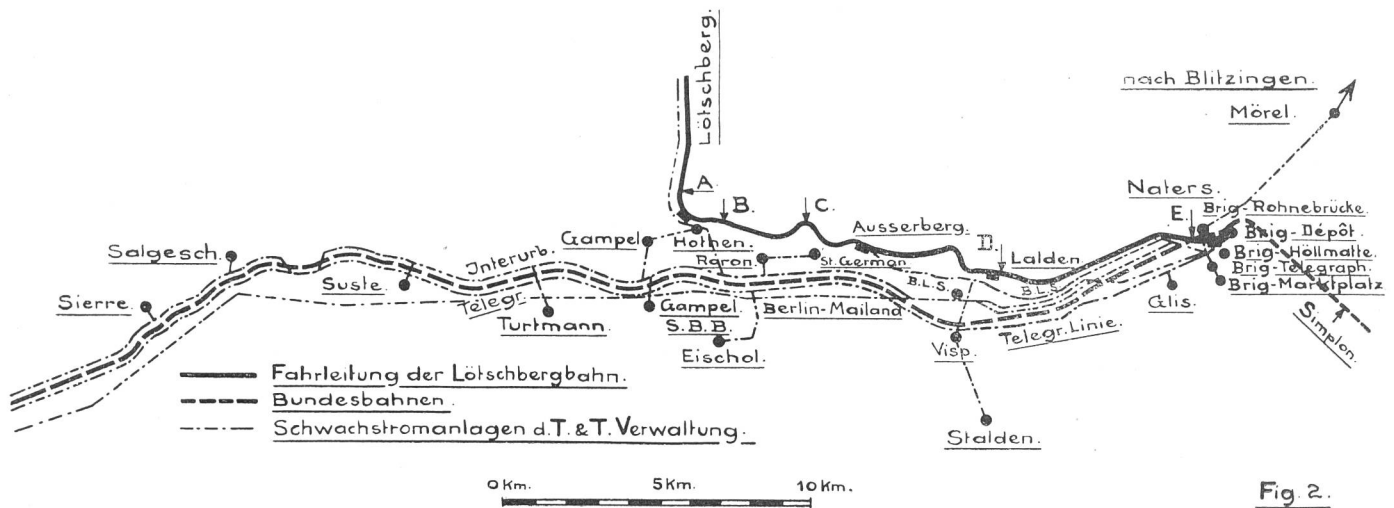 Lötschberg.
nach Blitzingen.
Mörel.
A.
B.
C.
Naters.
E.
Brig-Rohnebrücke.
Ausserberg.
Brig-Dépôt.
Salgesch.
Gampel
Hothen.
D.
Lalden.
Brig-Höllmatte.
Raron.
St. German
Interurb
Brig-Telegraph.
Suste.
B.L.S.
B.L.S.
Brig-Marktplatz
Sierre.
Telegr.
Gampel.
Berlin-Mailand
Glis.
Turtmann.
S.B.B.
Telegr. Linie.
Simplon.
Eischol.
Visp.
Fahrleitung der Lötschbergbahn.
Bundesbahnen.
Schwachstromanlagen d. T. & T. Verwaltung.
Stalden.
0 Km. 5 Km. 10 Km.
Fig. 2.